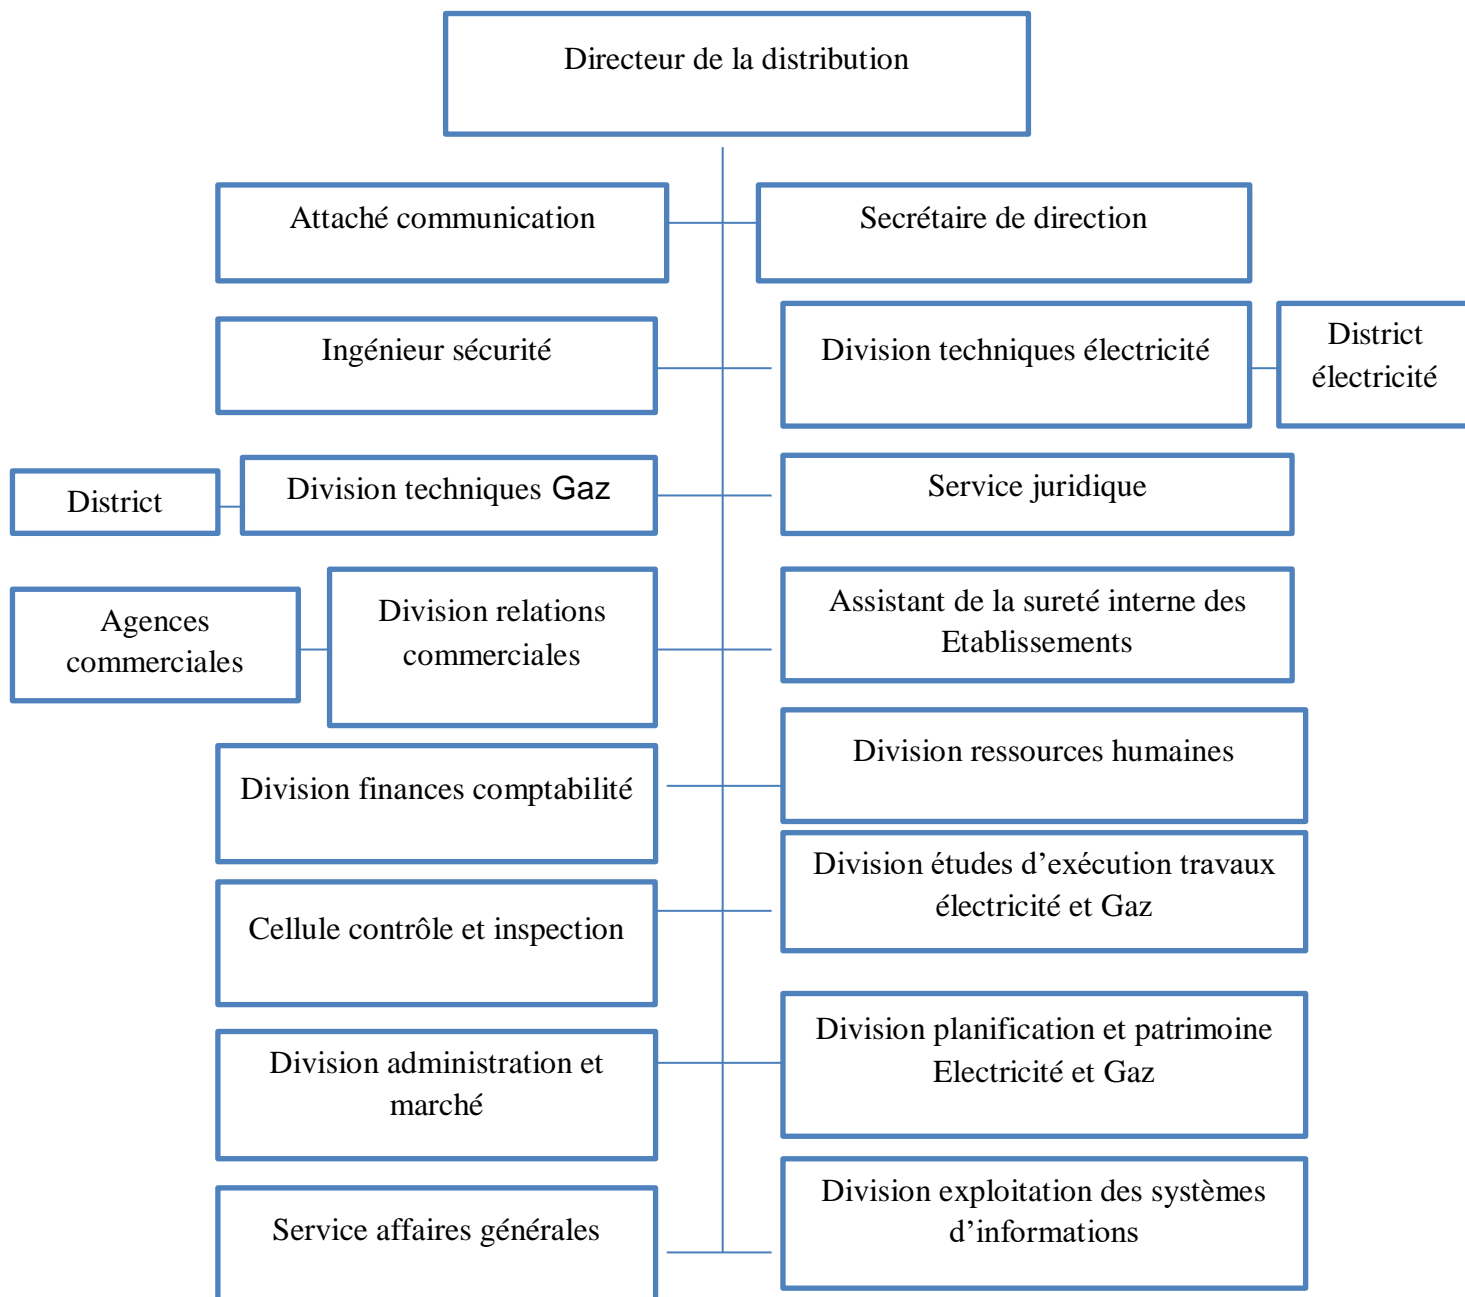 Directeur de la distribution
Attaché communication
Secrétaire de direction
Ingénieur sécurité
Division techniques électricité
District
électricité
District
Division techniques Gaz
Service juridique
Agences
commerciales
Division relations
commerciales
Assistant de la sureté interne des
Etablissements
Division finances comptabilité
Division ressources humaines
Cellule contrôle et inspection
Division études d’exécution travaux
électricité et Gaz
Division administration et
marché
Division planification et patrimoine
Electricité et Gaz
Service affaires générales
Division exploitation des systèmes
d’informations